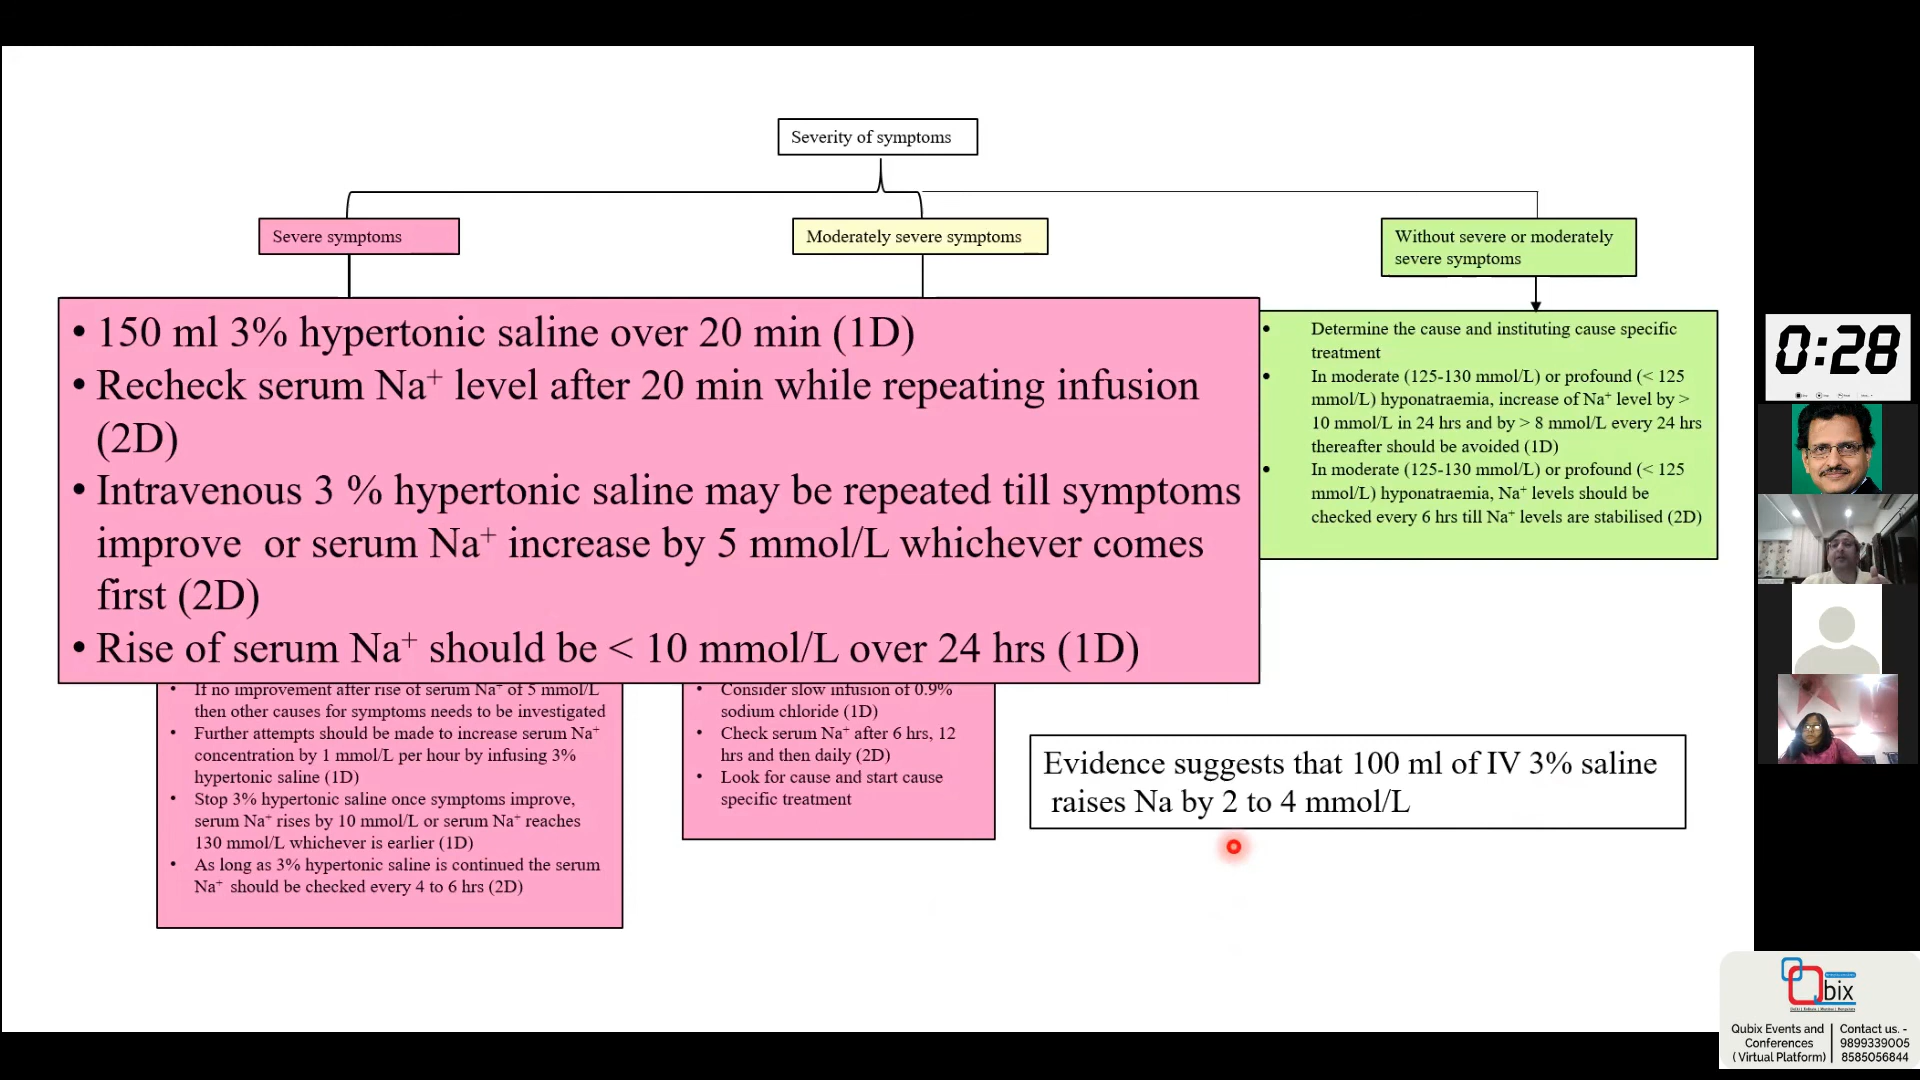 Severity of symptoms
Severe symptoms
Moderately severe symptoms
Without severe or moderately
severe symptoms
• 150 ml 3% hypertonic saline over 20 min (1D)
• Recheck serum Na⁺ level after 20 min while repeating infusion
(2D)
• Intravenous 3 % hypertonic saline may be repeated till symptoms
improve or serum Na⁺ increase by 5 mmol/L whichever comes
first (2D)
• Rise of serum Na⁺ should be < 10 mmol/L over 24 hrs (1D)
• Determine the cause and instituting cause specific
treatment
• In moderate (125-130 mmol/L) or profound (< 125
mmol/L) hyponatraemia, increase of Na⁺ level by >
10 mmol/L in 24 hrs and by > 8 mmol/L every 24 hrs
thereafter should be avoided (1D)
• In moderate (125-130 mmol/L) or profound (< 125
mmol/L) hyponatraemia, Na⁺ levels should be
checked every 6 hrs till Na⁺ levels are stabilised (2D)
• If no improvement after rise of serum Na⁺ of 5 mmol/L
then other causes for symptoms needs to be investigated
• Further attempts should be made to increase serum Na⁺
concentration by 1 mmol/L per hour by infusing 3%
hypertonic saline (1D)
• Stop 3% hypertonic saline once symptoms improve,
serum Na⁺ rises by 10 mmol/L or serum Na⁺ reaches
130 mmol/L whichever is earlier (1D)
• As long as 3% hypertonic saline is continued the serum
Na⁺ should be checked every 4 to 6 hrs (2D)
• Consider slow infusion of 0.9%
sodium chloride (1D)
• Check serum Na⁺ after 6 hrs, 12
hrs and then daily (2D)
• Look for cause and start cause
specific treatment
Evidence suggests that 100 ml of IV 3% saline
raises Na by 2 to 4 mmol/L
0:28
Qbix
Qubix Events and
Conferences
( Virtual Platform)
Contact us. -
9899339005
8585056844